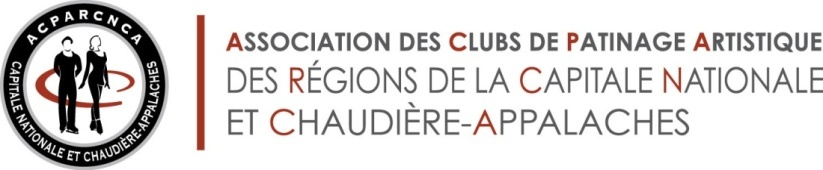 ACPARCNCA
CAPITALE NATIONALE ET CHAUDIÈRE-APPALACHES
ASSOCIATION DES CLUBS DE PATINAGE ARTISTIQUE
DES RÉGIONS DE LA CAPITALE NATIONALE
ET CHAUDIÈRE-APPALACHES